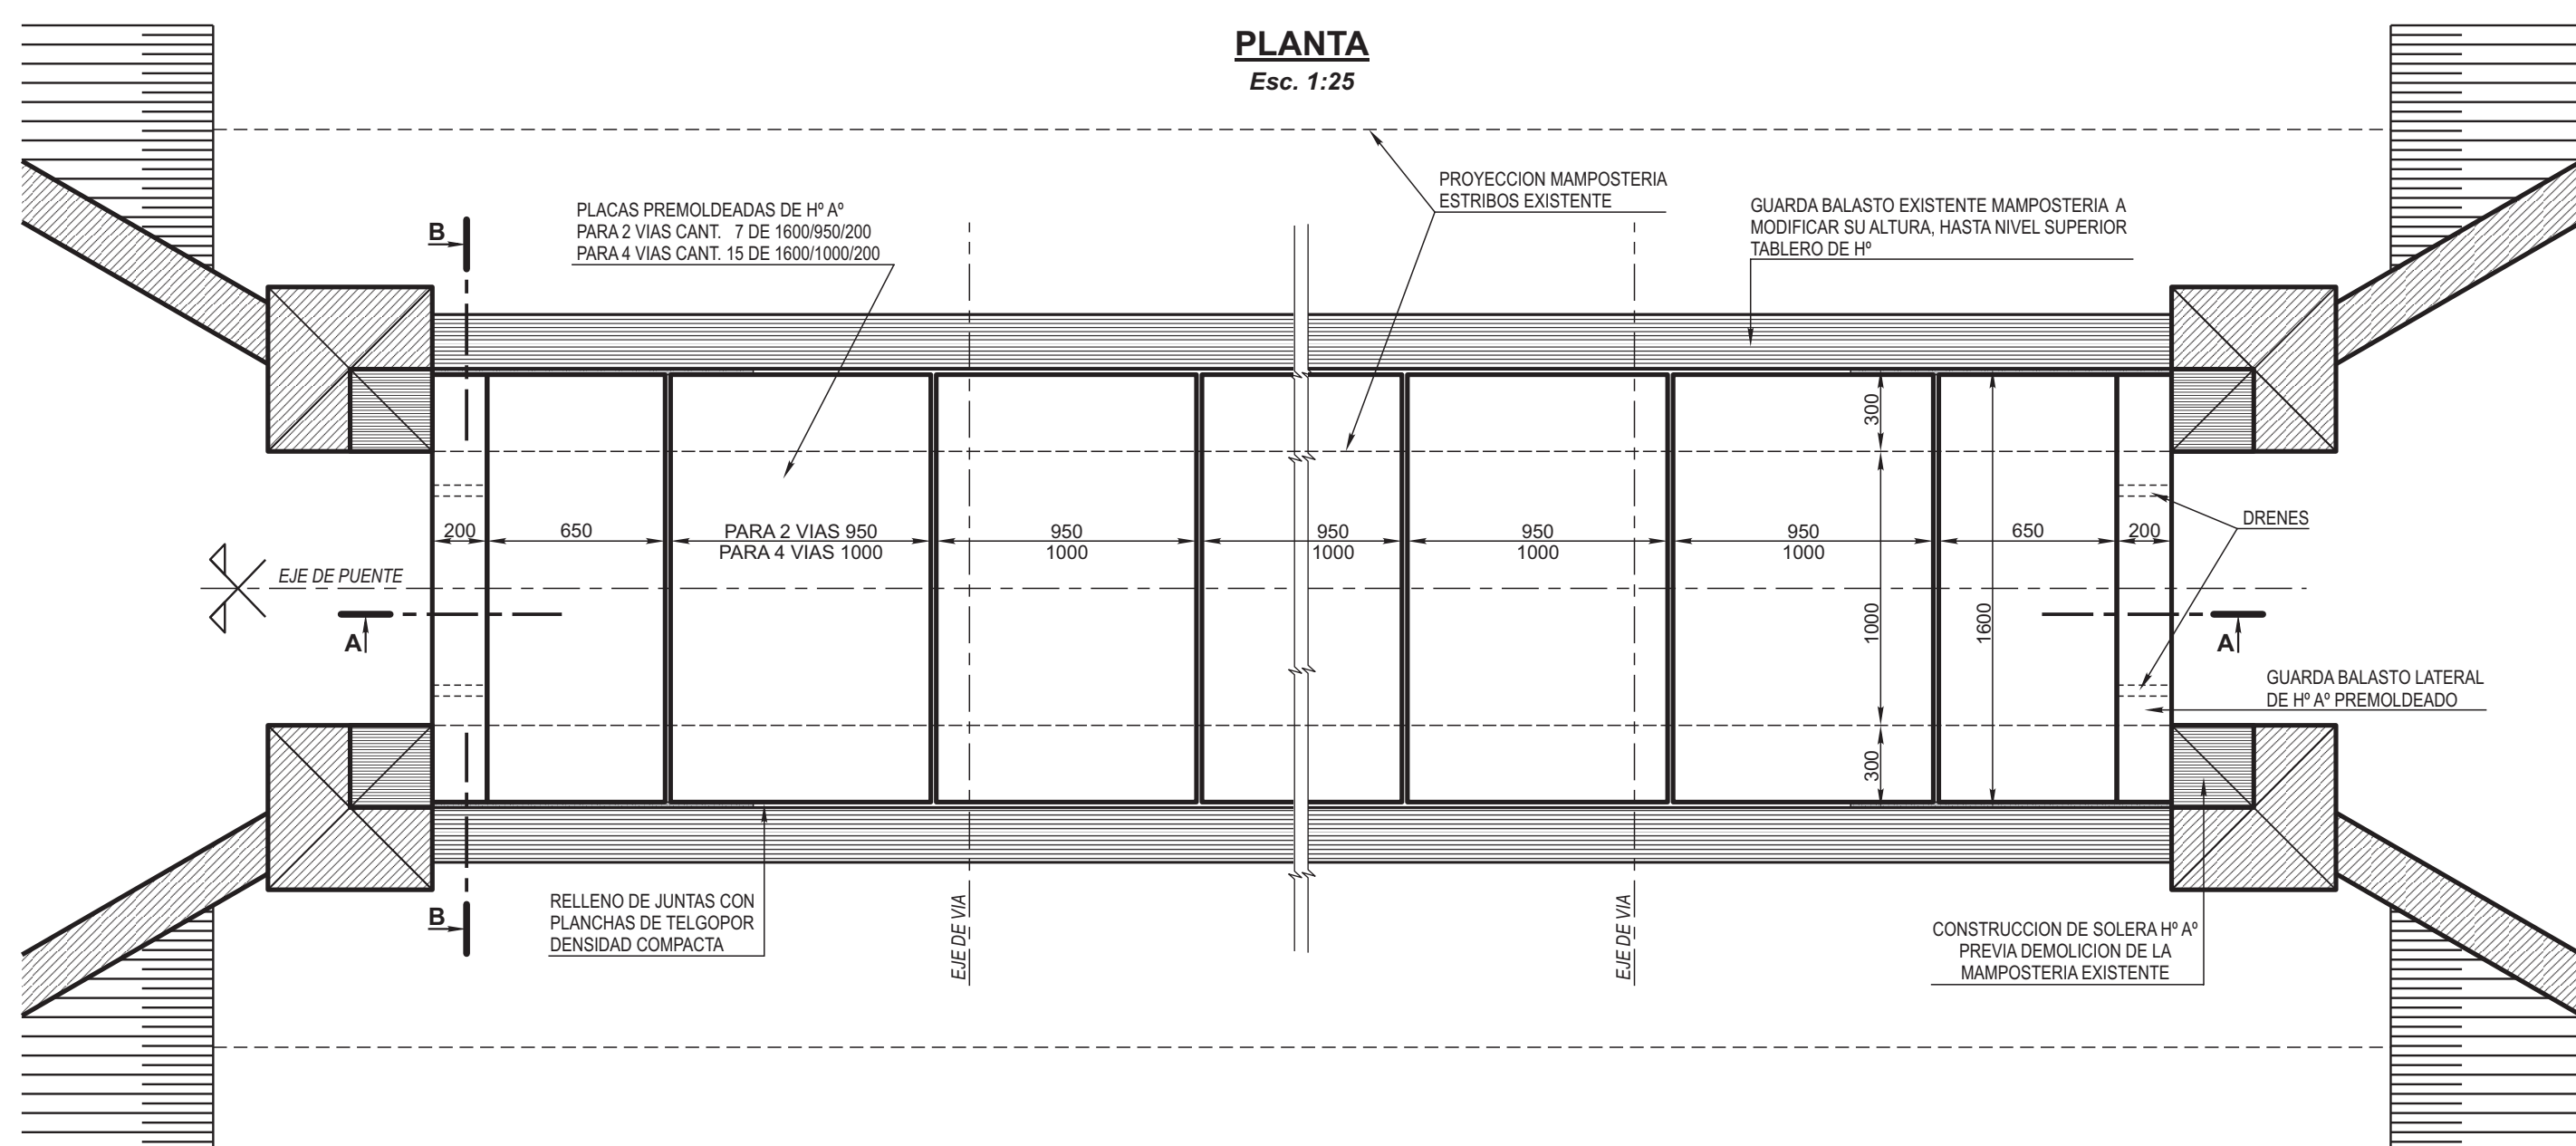 PLANTA
Esc. 1:25
PROYECCION MAMPOSTERIA
ESTRIBOS EXISTENTE
PLACAS PREMOLDEADAS DE Hº Aº
PARA 2 VIAS CANT. 7 DE 1600/950/200
PARA 4 VIAS CANT. 15 DE 1600/1000/200
GUARDA BALASTO EXISTENTE MAMPOSTERIA A
MODIFICAR SU ALTURA, HASTA NIVEL SUPERIOR
TABLERO DE Hº
B
300
200
650
PARA 2 VIAS 950
PARA 4 VIAS 1000
950
1000
950
1000
950
1000
950
1000
650
200
DRENES
EJE DE PUENTE
A
1000
1600
A
GUARDA BALASTO LATERAL
DE Hº Aº PREMOLDEADO
300
RELLENO DE JUNTAS CON
PLANCHAS DE TELGOPOR
DENSIDAD COMPACTA
B
EJE DE VIA
EJE DE VIA
CONSTRUCCION DE SOLERA Hº Aº
PREVIA DEMOLICION DE LA
MAMPOSTERIA EXISTENTE